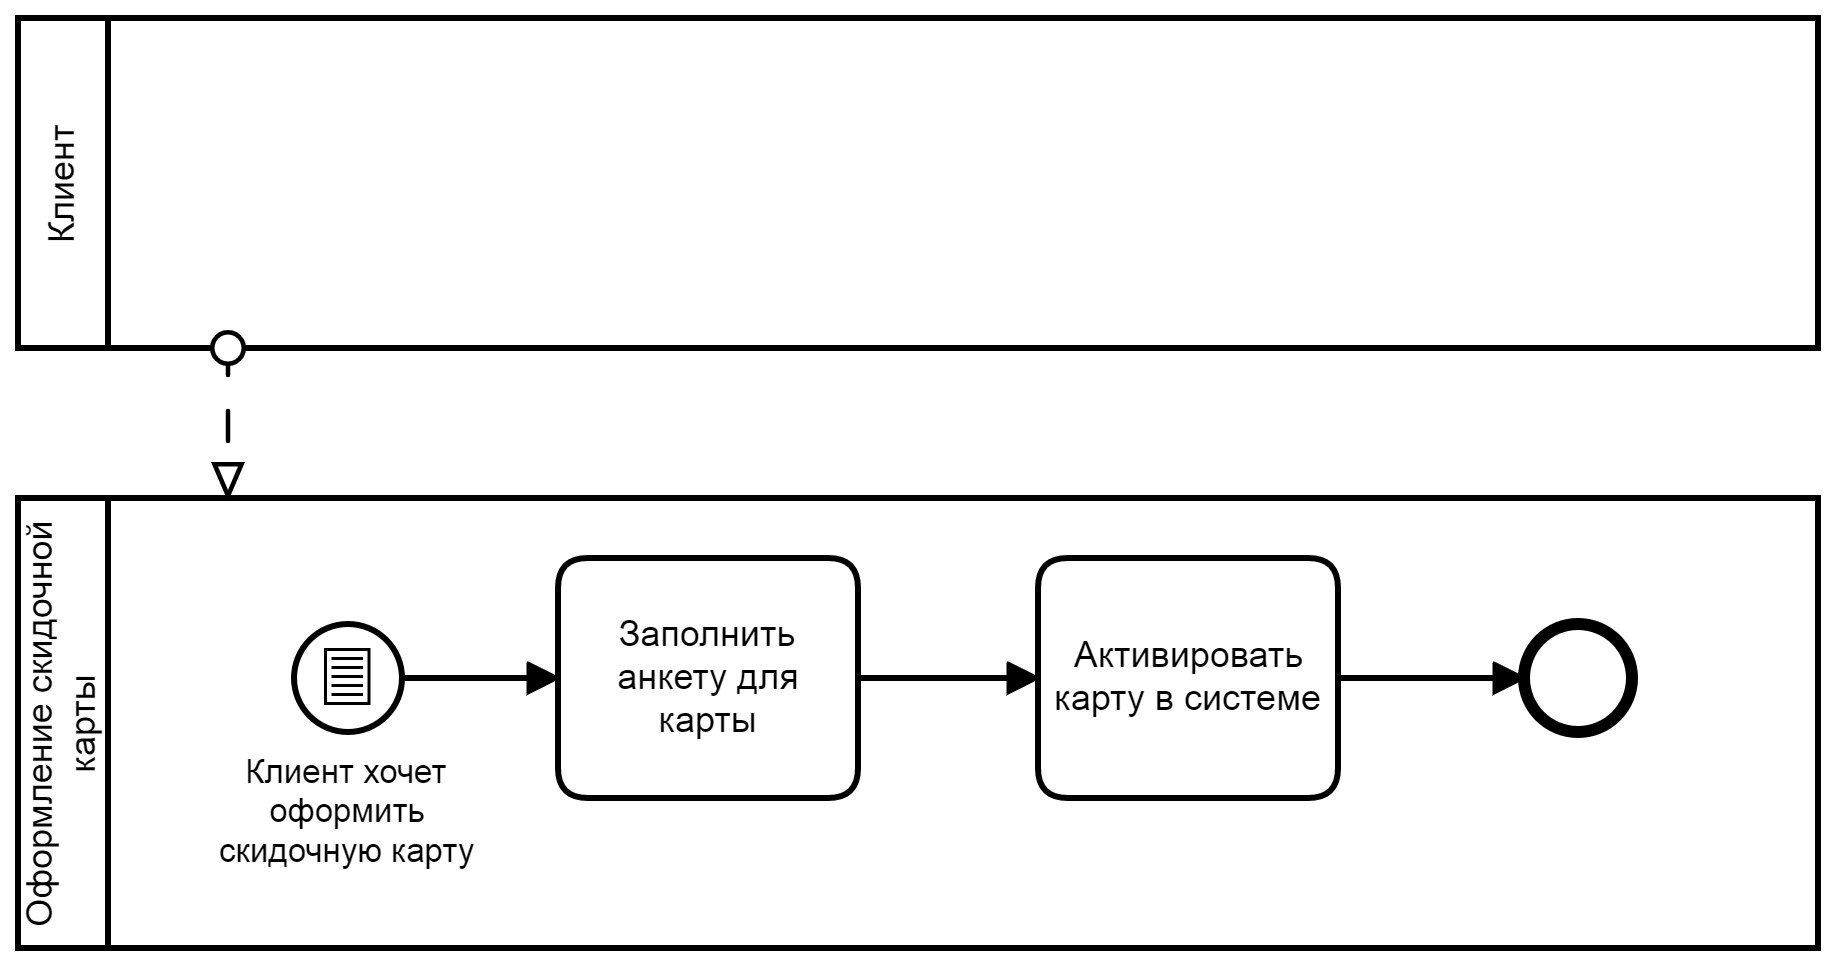 Клиент
Оформление скидочной
карты
Клиент хочет
оформить
скидочную карту
Заполнить
анкету для
карты
Активировать
карту в системе